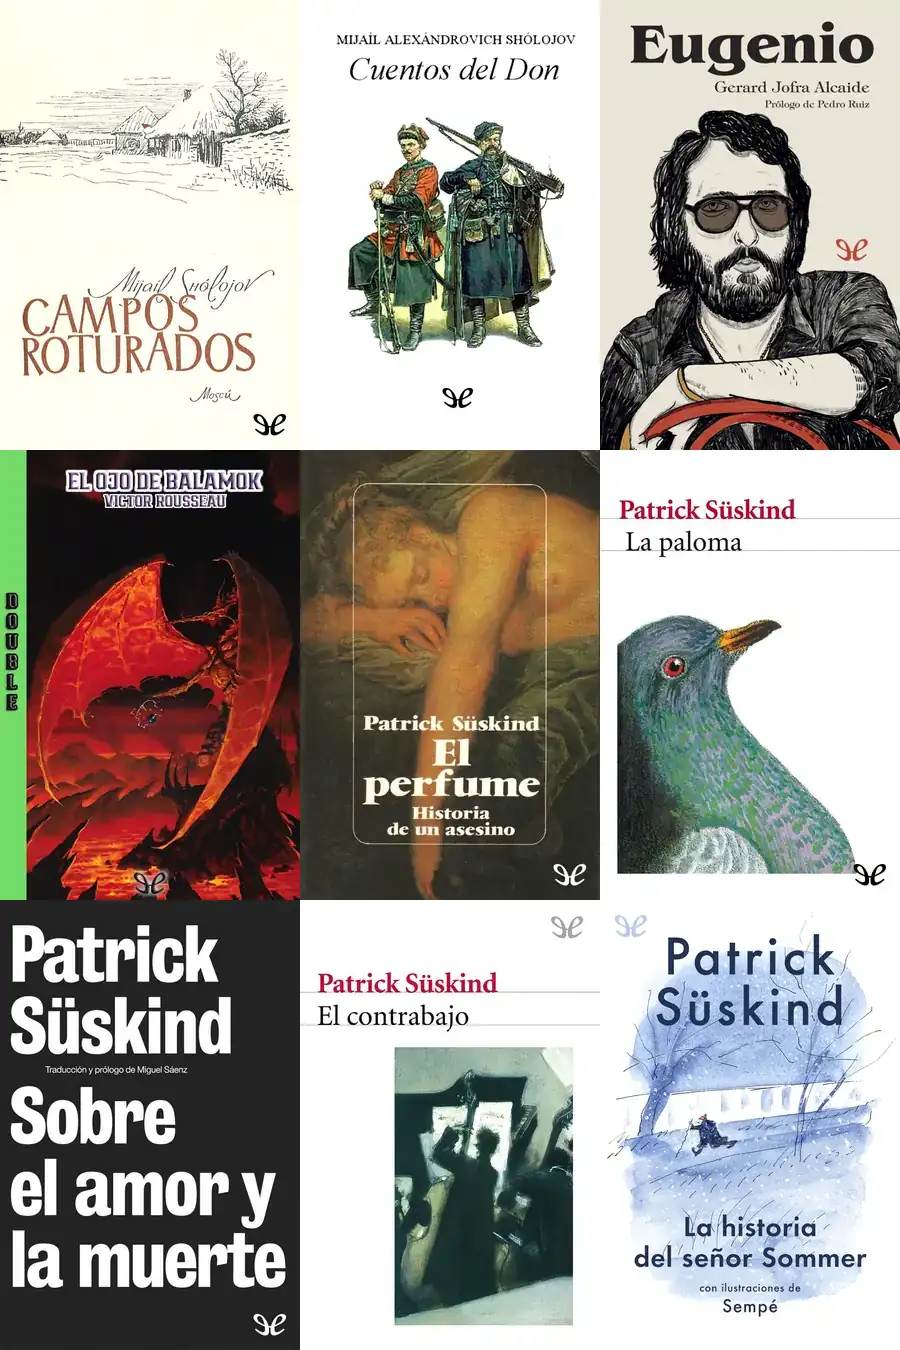 Mijaíl Shólojov
CAMPOS
ROTURADOS
Moscú
MIJAÍL ALEXÁNDROVICH SHÓLOJOV
Cuentos del Don
Eugenio
Gerard Jofra Alcaide
Prólogo de Pedro Ruiz
EL OJO DE BALAMOK
VICTOR ROUSSEAU
DOUBLE
Patrick Süskind
El
perfume
Historia
de un asesino
Patrick Süskind
La paloma
Patrick
Süskind
Traducción y prólogo de Miguel Sáenz
Sobre
el amor y
la muerte
Patrick Süskind
El contrabajo
Patrick
Süskind
La historia
del señor Sommer
con ilustraciones de
Sempé